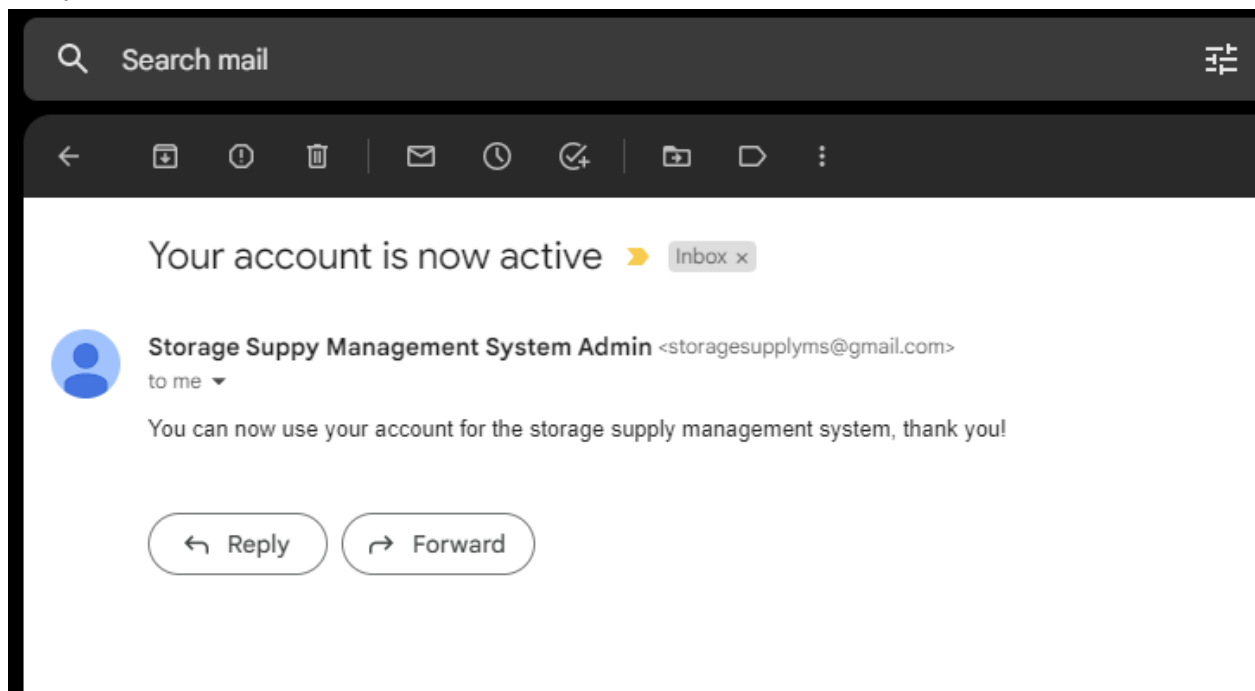 Search mail
Your account is now active Inbox ×
Storage Suppy Management System Admin <storagesupplyms@gmail.com>
to me
You can now use your account for the storage supply management system, thank you!
Reply Forward